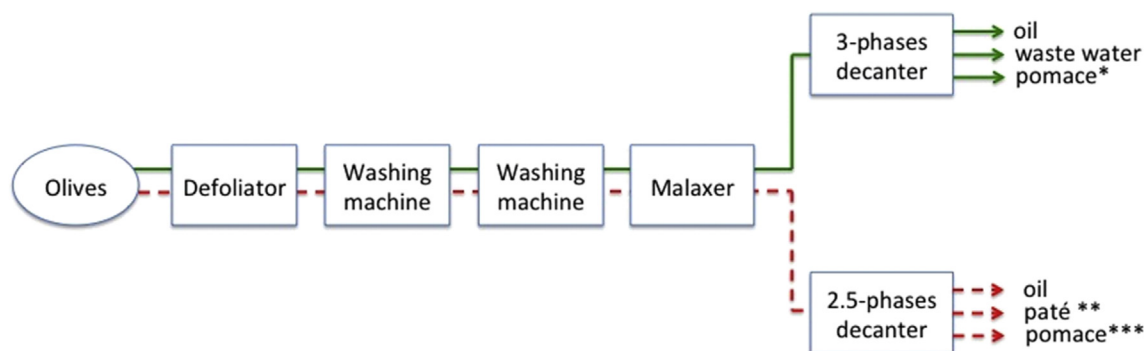 3-phases
decanter
oil
waste water
pomace*
Olives
Defoliator
Washing
machine
Washing
machine
Malaxer
2.5-phases
decanter
oil
paté **
pomace***